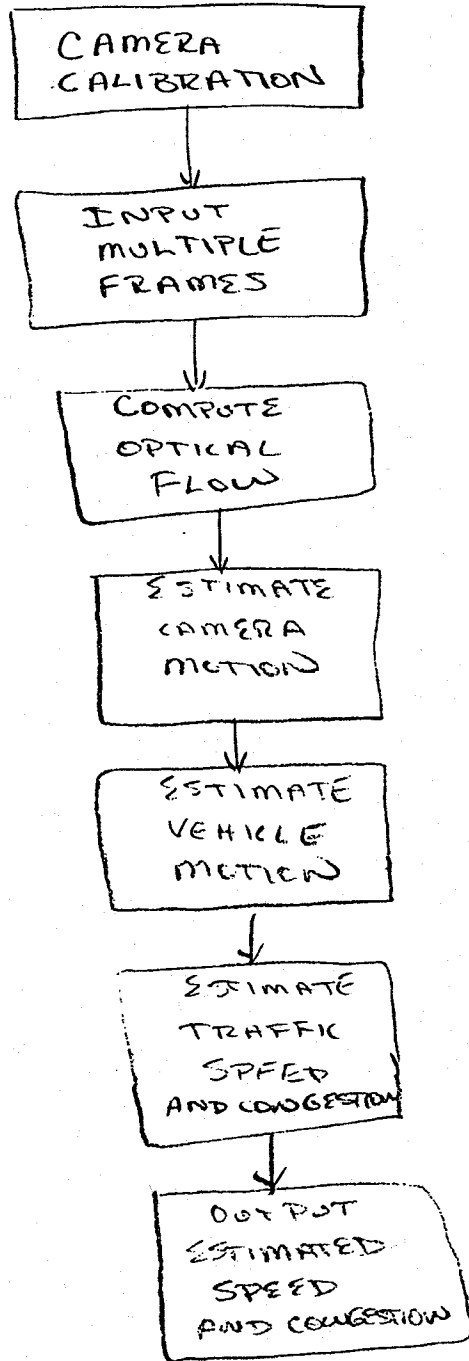 CAMERA
CALIBRATION
INPUT
MULTIPLE
FRAMES
COMPUTE
OPTICAL
FLOW
ESTIMATE
CAMERA
MOTION
ESTIMATE
VEHICLE
MOTION
ESTIMATE
TRAFFIC
SPEED
AND CONGESTION
OUTPUT
ESTIMATED
SPEED
AND CONGESTION